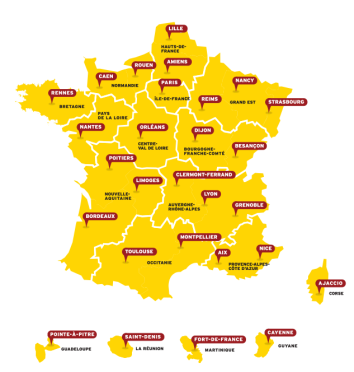 LILLE
HAUTS-DE-
FRANCE
ROUEN
AMIENS
CAEN
NORMANDIE
PARIS
ÎLE-DE-FRANCE
NANCY
RENNES
BRETAGNE
REIMS
GRAND EST
STRASBOURG
PAYS
DE LA LOIRE
NANTES
ORLÉANS
CENTRE-
VAL DE LOIRE
DIJON
BOURGOGNE-
FRANCHE-COMTÉ
BESANÇON
POITIERS
LIMOGES
NOUVELLE-
AQUITAINE
CLERMONT-FERRAND
LYON
AUVERGNE-
RHÔNE-ALPES
GRENOBLE
BORDEAUX
MONTPELLIER
TOULOUSE
OCCITANIE
AIX
NICE
PROVENCE-ALPES-
CÔTE D'AZUR
AJACCIO
CORSE
POINTE-À-PITRE
GUADELOUPE
SAINT-DENIS
LA RÉUNION
FORT-DE-FRANCE
MARTINIQUE
CAYENNE
GUYANE